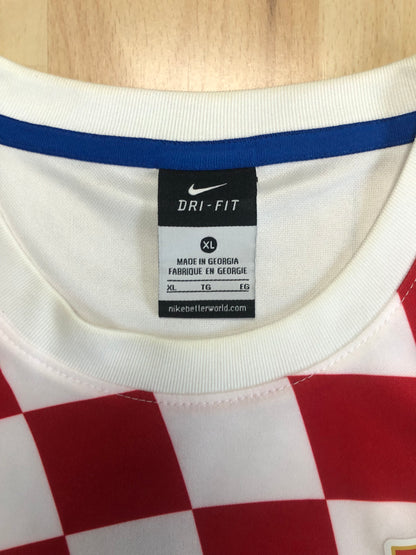 DRI-FIT
XL
MADE IN GEORGIA
FABRIQUE EN GEORGIE
XL TG EG
nikebetterworld.com